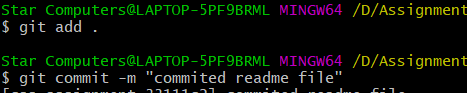 Star Computers@LAPTOP-5PF9BRML MINGW64 /D/Assignment
$ git add .
Star Computers@LAPTOP-5PF9BRML MINGW64 /D/Assignment
$ git commit -m "commited readme file"